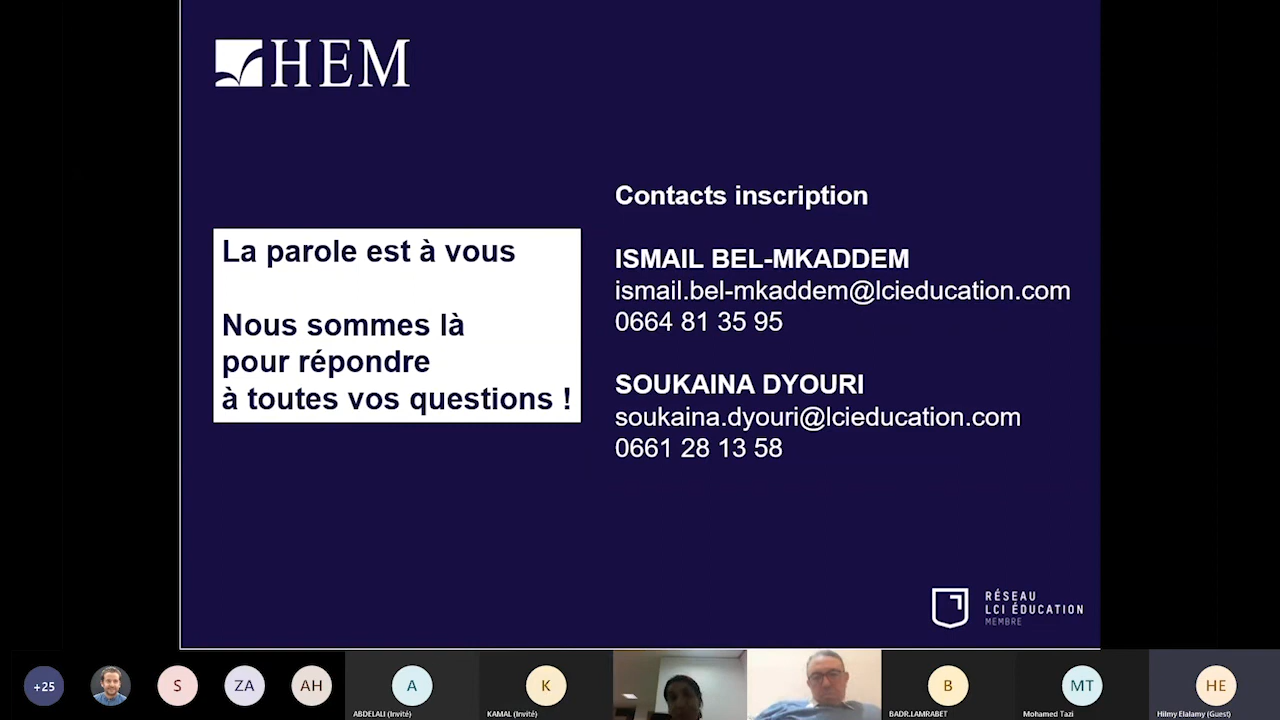 HEM
Contacts inscription
La parole est à vous
Nous sommes là
pour répondre
à toutes vos questions !
ISMAIL BEL-MKADDEM
ismail.bel-mkaddem@lcieducation.com
0664 81 35 95
SOUKAINA DYOURI
soukaina.dyouri@lcieducation.com
0661 28 13 58
RÉSEAU
LCI ÉDUCATION
MEMBRE
+25
S
ZA
AH
A
ABDELALI (Invité)
K
KAMAL (Invité)
B
BADR.LAMRABET
MT
Mohamed Tazi
HE
Hilmy Elalamy (Guest)